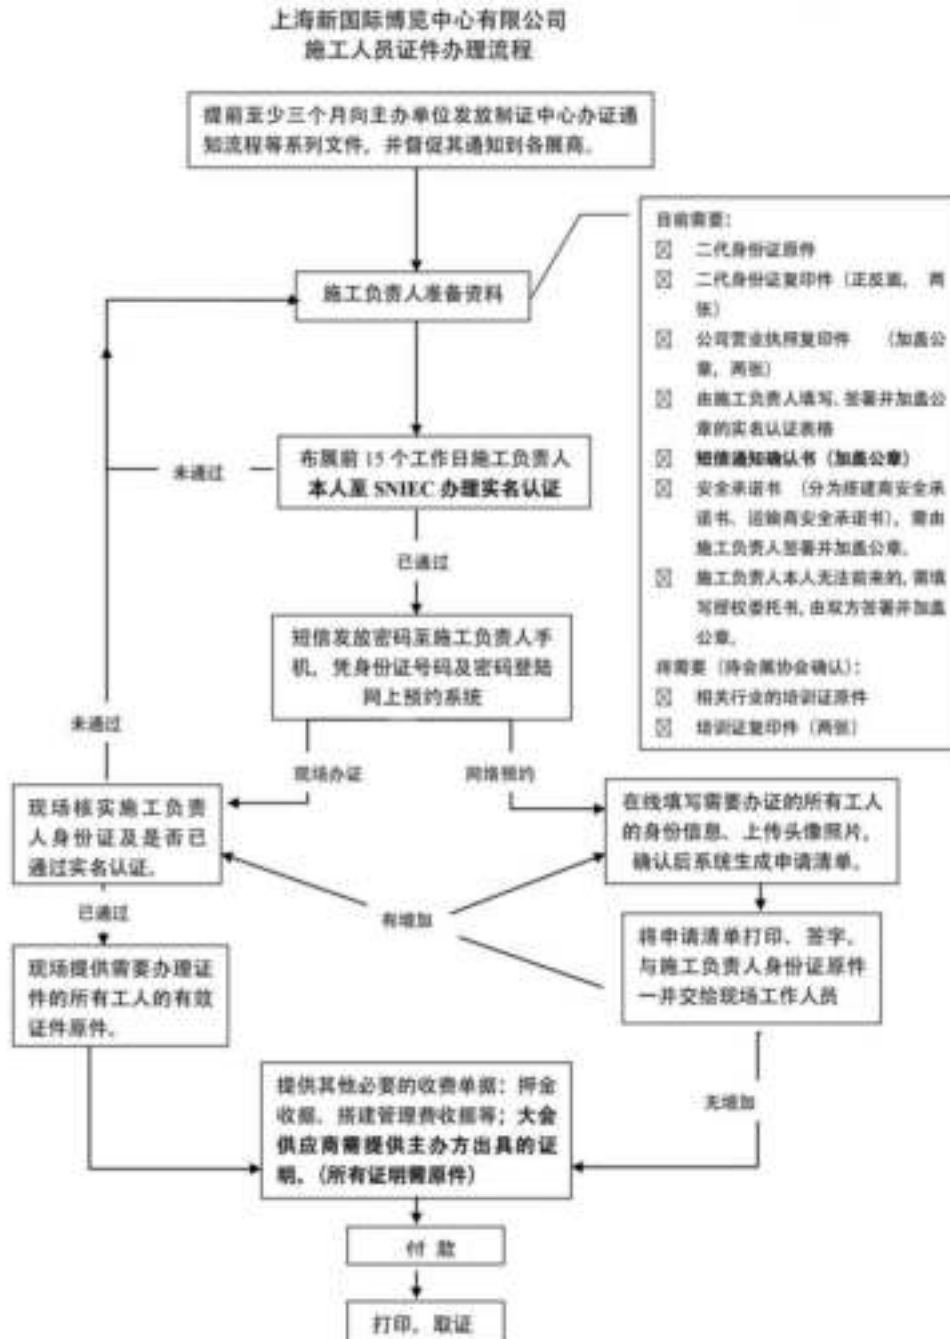 上海新国际博览中心有限公司
施工人员证件办理流程
提前至少三个月向主办单位发放制证中心办证通
知流程等系列文件，并督促其通知到各展商。
施工负责人准备资料
目前需要：
☒ 二代身份证原件
☒ 二代身份证复印件（正反面， 两
张）
☒ 公司营业执照复印件 （加盖公
章，两张）
☒ 由施工负责人填写、签署并加盖公
章的实名认证表格
☒ 短信通知确认书（加盖公章）
☒ 安全承诺书 （分为搭建商安全承
诺书、运输商安全承诺书），需由
施工负责人签署并加盖公章。
☒ 施工负责人本人无法前来的，需填
写授权委托书，由双方签署并加盖
公章。
将需要（待会展协会确认）：
☒ 相关行业的培训证原件
☒ 培训证复印件（两张）
未通过
布展前 15 个工作日施工负责人
本人至 SNIEC 办理实名认证
已通过
短信发放密码至施工负责人手
机，凭身份证号码及密码登陆
网上预约系统
未通过
现场办证
网络预约
现场核实施工负责
人身份证及是否已
通过实名认证。
在线填写需要办证的所有工人
的身份信息、上传头像照片，
确认后系统生成申请清单。
已通过
有增加
将申请清单打印、签字，
与施工负责人身份证原件
一并交给现场工作人员
现场提供需要办理证
件的所有工人的有效
证件原件。
无增加
提供其他必要的收费单据：押金
收据、搭建管理费收据等；大会
供应商需提供主办方出具的证
明。（所有证明需原件）
付 款
打印，取证